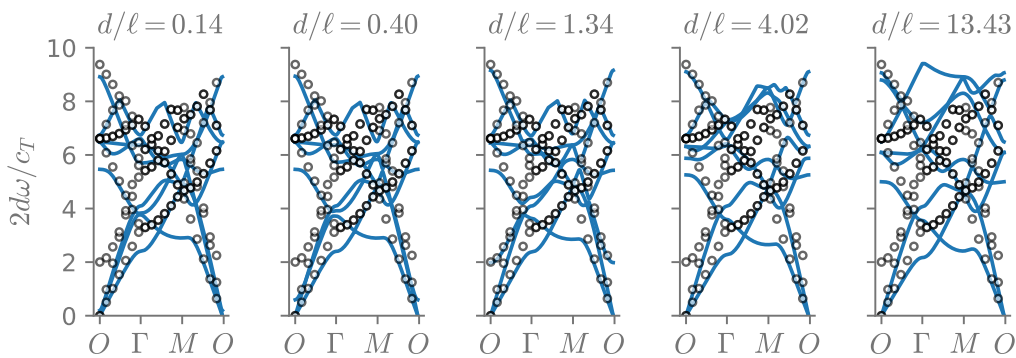 d/ℓ = 0.14
d/ℓ = 0.40
d/ℓ = 1.34
d/ℓ = 4.02
d/ℓ = 13.43
10
8
6
4
2
0
2dω/c_T
O Γ M O
O Γ M O
O Γ M O
O Γ M O
O Γ M O